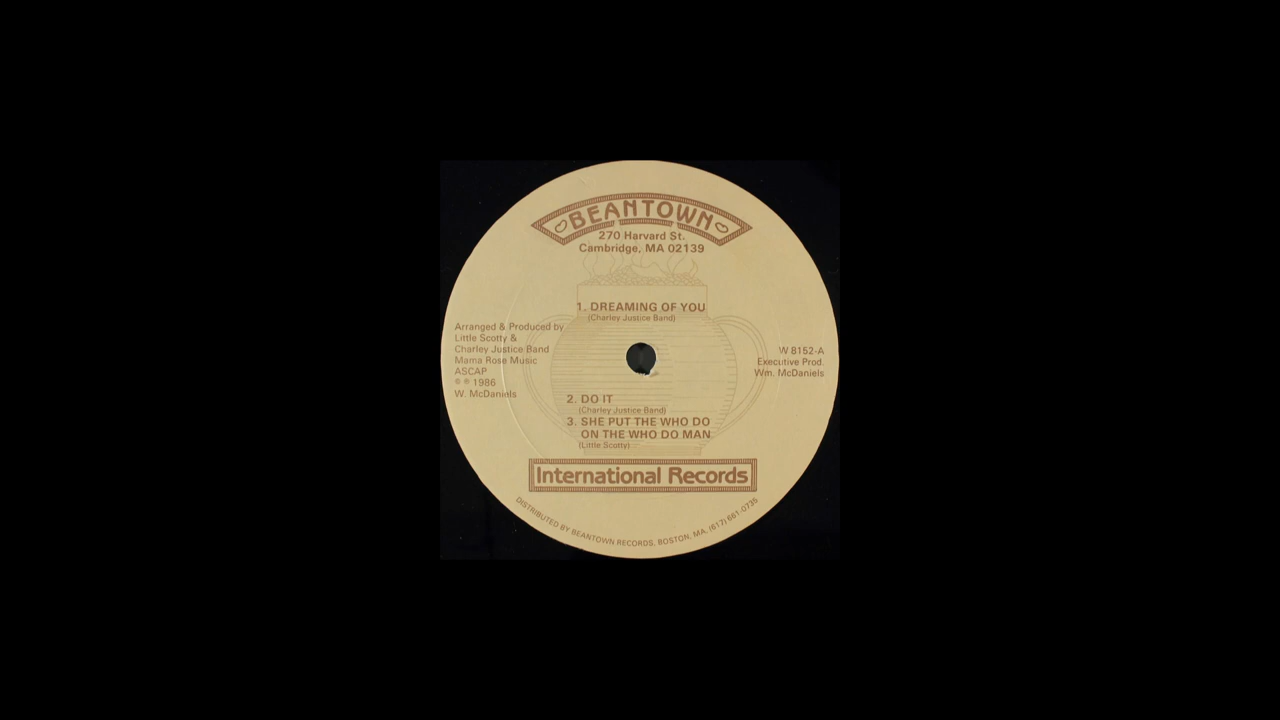 BEANTOWN
270 Harvard St.
Cambridge, MA 02139
1. DREAMING OF YOU
(Charley Justice Band)
Arranged & Produced by
Little Scotty &
Charley Justice Band
Mama Rose Music
ASCAP
© ℗ 1986
W. McDaniels
W 8152-A
Executive Prod.
Wm. McDaniels
2. DO IT
(Charley Justice Band)
3. SHE PUT THE WHO DO
ON THE WHO DO MAN
(Little Scotty)
International Records
DISTRIBUTED BY BEANTOWN RECORDS, BOSTON, MA. (617) 661-0735